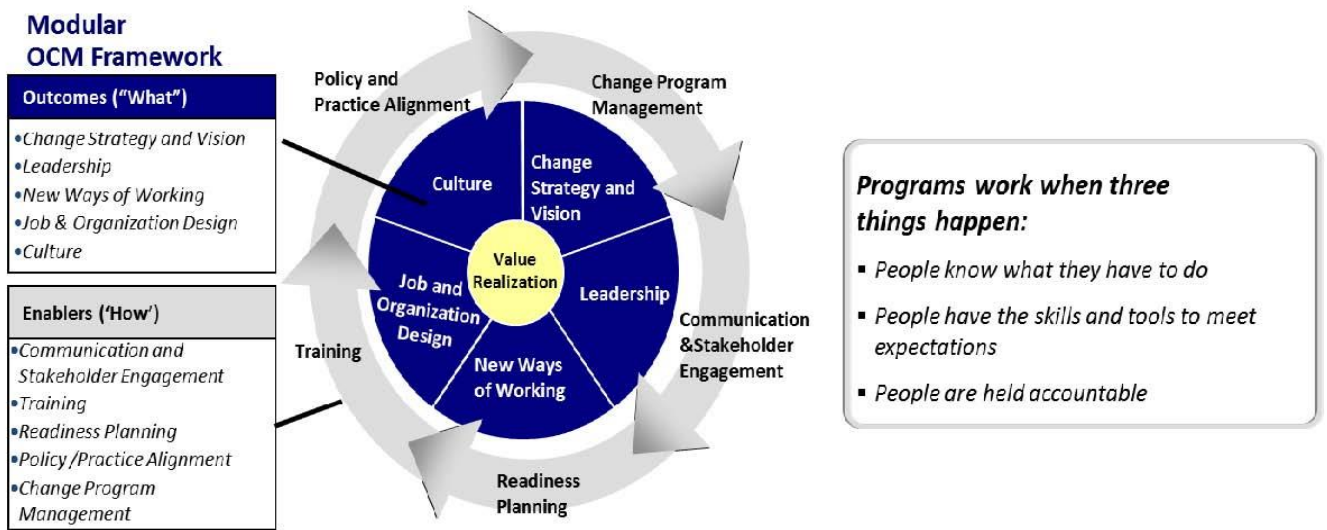 Modular
OCM Framework
Outcomes (“What”)
•Change Strategy and Vision
•Leadership
•New Ways of Working
•Job & Organization Design
•Culture
Enablers (‘How’)
•Communication and
Stakeholder Engagement
•Training
•Readiness Planning
•Policy/Practice Alignment
•Change Program
Management
Policy and
Practice Alignment
Change Program
Management
Communication
&Stakeholder
Engagement
Readiness
Planning
Training
Culture
Change
Strategy and
Vision
Leadership
New Ways
of Working
Job and
Organization
Design
Value
Realization
Programs work when three
things happen:
▪ People know what they have to do
▪ People have the skills and tools to meet
expectations
▪ People are held accountable